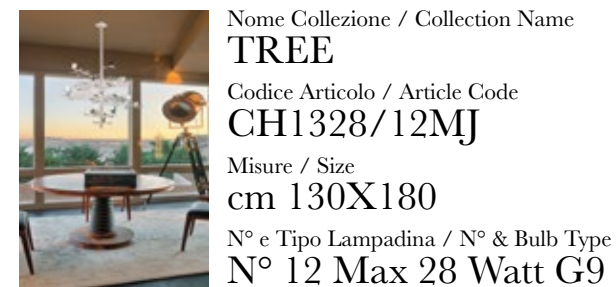 Nome Collezione / Collection Name
TREE
Codice Articolo / Article Code
CH1328/12MJ
Misure / Size
cm 130X180
N° e Tipo Lampadina / N° & Bulb Type
N° 12 Max 28 Watt G9